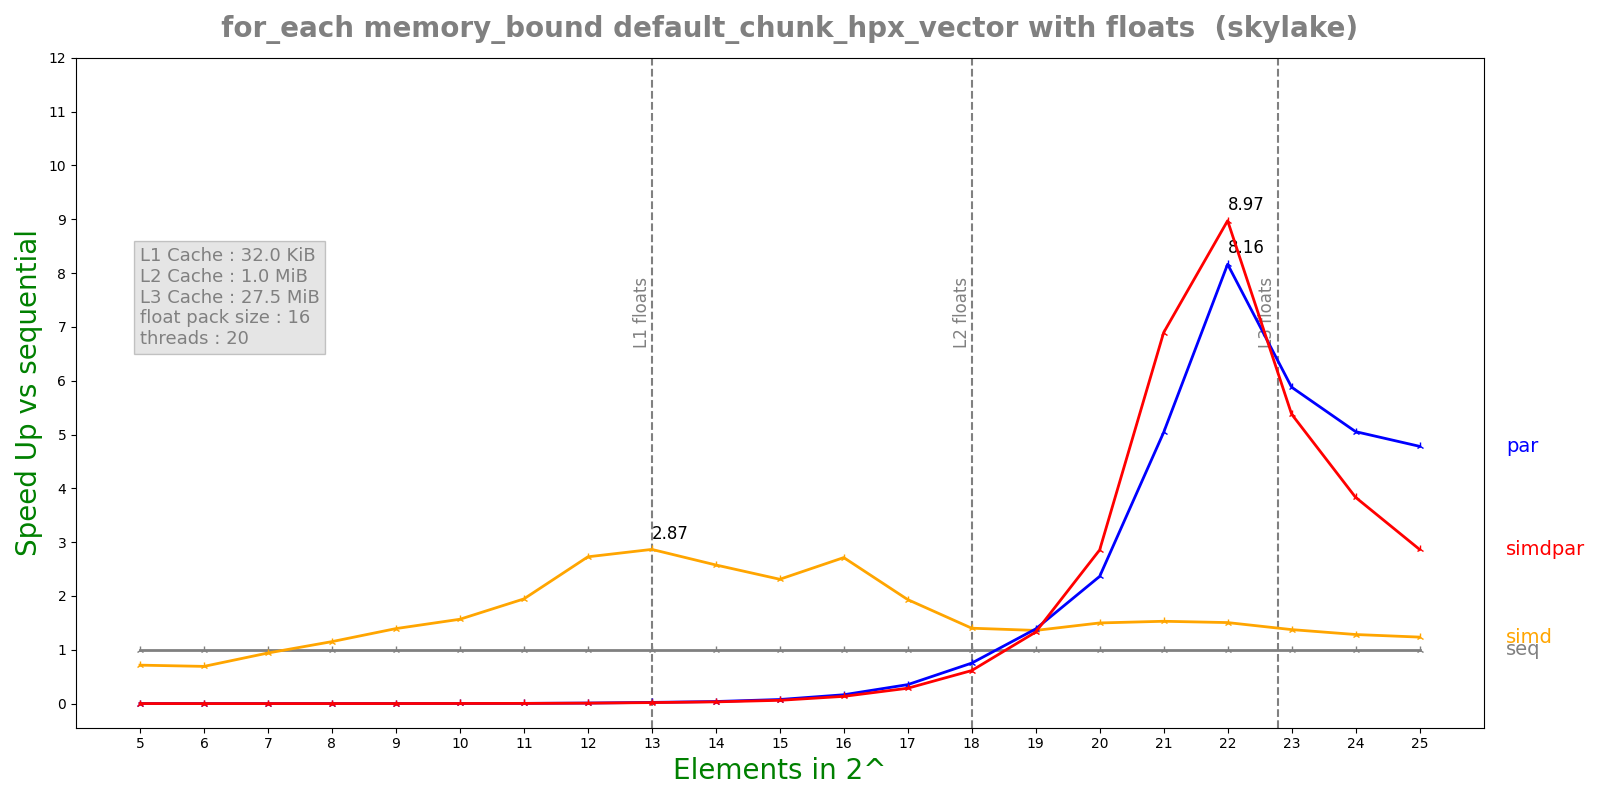 for_each memory_bound default_chunk_hpx_vector with floats (skylake)
Speed Up vs sequential
12
11
10
9
8
7
6
5
4
3
2
1
0
L1 Cache : 32.0 KiB
L2 Cache : 1.0 MiB
L3 Cache : 27.5 MiB
float pack size : 16
threads : 20
L1 floats
L2 floats
L3 floats
2.87
8.97
8.16
par
simdpar
simd
seq
5 6 7 8 9 10 11 12 13 14 15 16 17 18 19 20 21 22 23 24 25
Elements in 2^